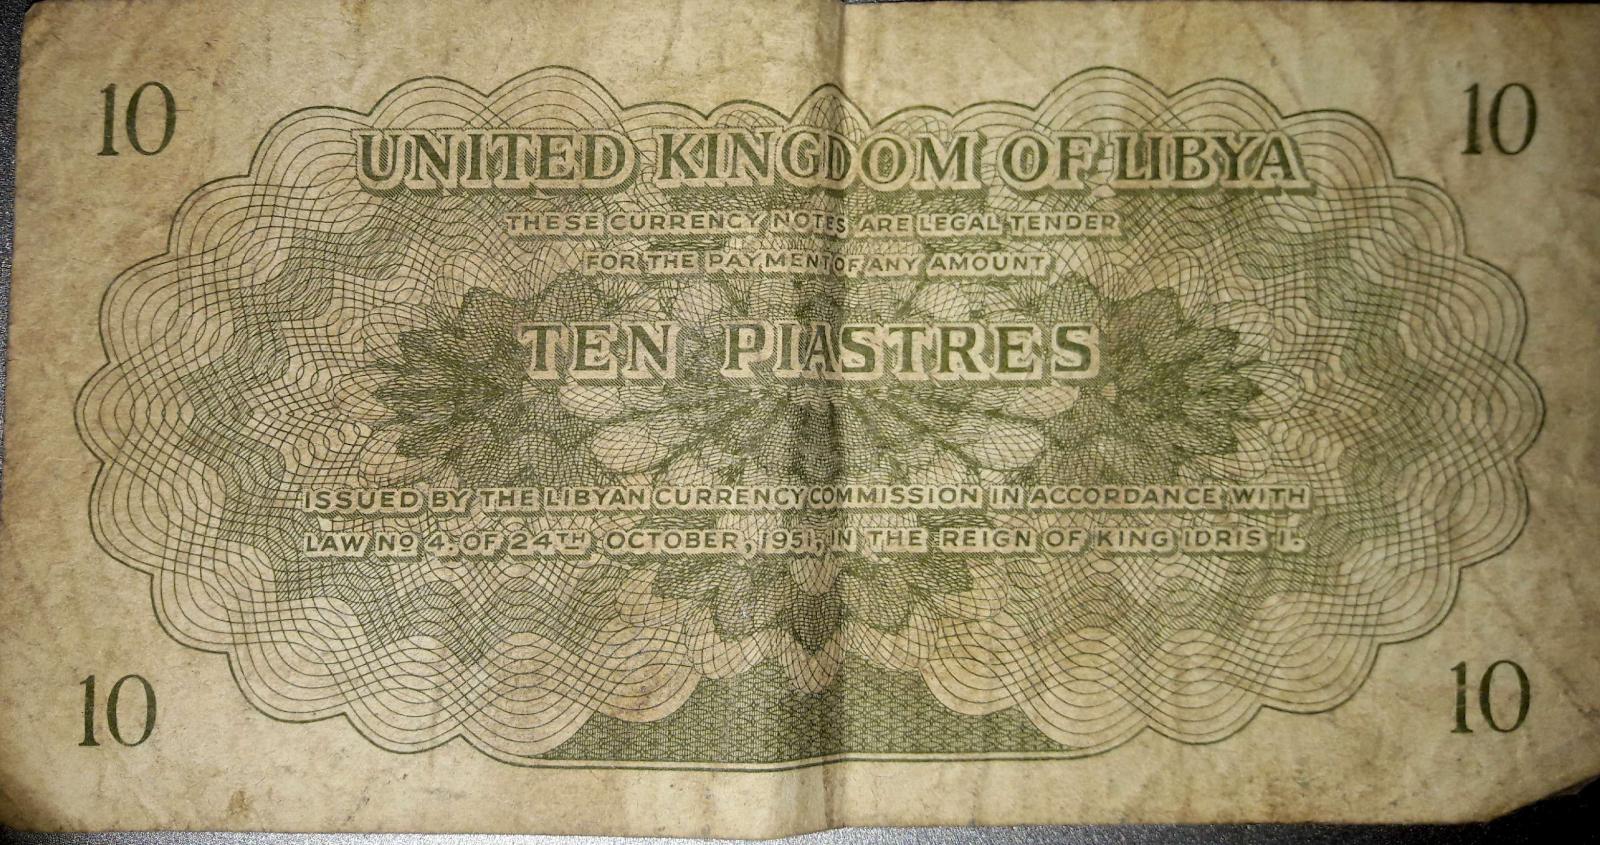 10 10
UNITED KINGDOM OF LIBYA
THESE CURRENCY NOTES ARE LEGAL TENDER
FOR THE PAYMENT OF ANY AMOUNT
TEN PIASTRES
ISSUED BY THE LIBYAN CURRENCY COMMISSION IN ACCORDANCE WITH
LAW Nº 4. OF 24TH OCTOBER, 1951, IN THE REIGN OF KING IDRIS I.
10 10